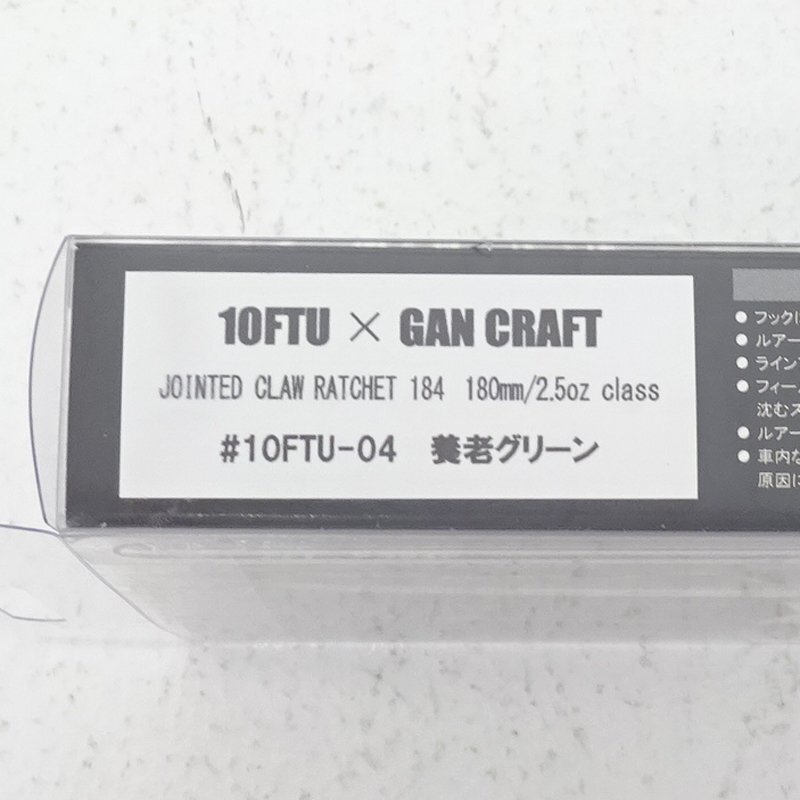 10FTU × GAN CRAFT
JOINTED CLAW RATCHET 184 180mm/2.5oz class
#10FTU-04 養老グリーン
● フック
● ルアー
● ライン
● フィー
沈む
● ルアー
● 車内な
原因に